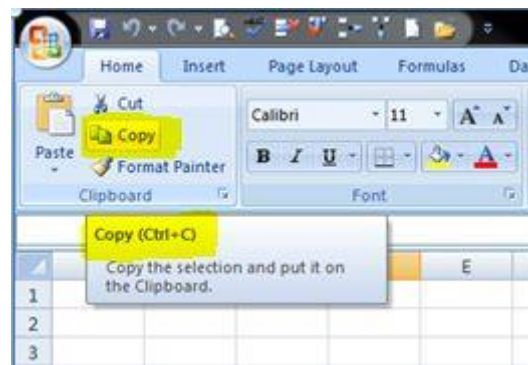 Home Insert Page Layout Formulas Da
Cut
Calibri 11 A A
Copy
Paste
Format Painter
B I U A
Clipboard Font
Copy (Ctrl+C)
Copy the selection and put it on
the Clipboard.
E
1
2
3